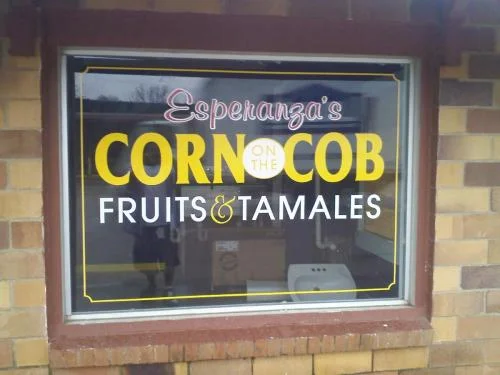 Esperanza's
CORN ON THE COB
FRUITS & TAMALES